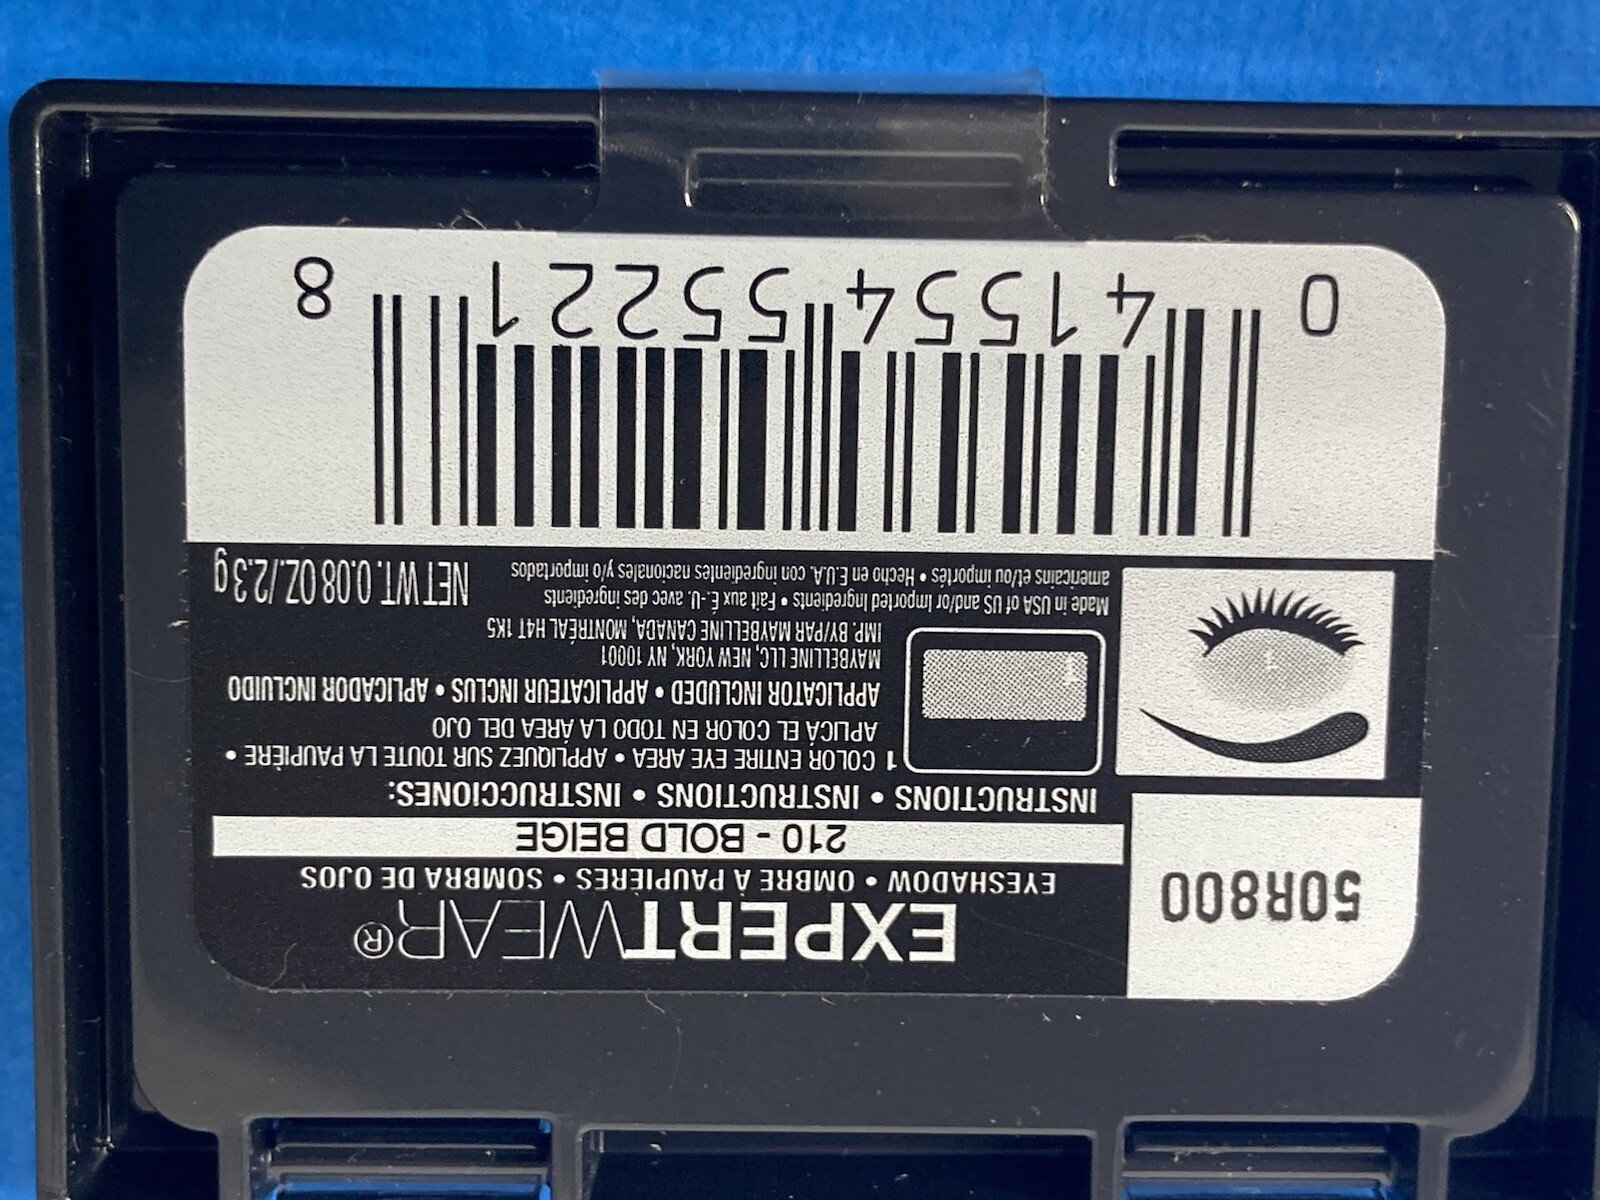 EXPERTWEAR®
EYESHADOW • OMBRE À PAUPIÈRES • SOMBRA DE OJOS
50R800
210 - BOLD BEIGE
INSTRUCTIONS • INSTRUCTIONS • INSTRUCCIONES:
1 COLOR ENTIRE EYE AREA • APPLIQUEZ SUR TOUTE LA PAUPIÈRE •
APLICÁ EL COLOR EN TODO LA ÁREA DEL OJO
APPLICATOR INCLUDED • APPLICATEUR INCLUS • APLICADOR INCLUIDO
1
1
MAYBELLINE LLC, NEW YORK, NY 10001
IMP. BY/PAR MAYBELLINE CANADA, MONTRÉAL H4T 1K5
Made in USA of US and/or Imported Ingredients • Fait aux É.-U. avec des ingredients
americains et/ou importés • Hecho en E.U.A. con ingredientes nacionales y/o importados
NET WT. 0.08 OZ./2.3 g
0 41554 55221 8